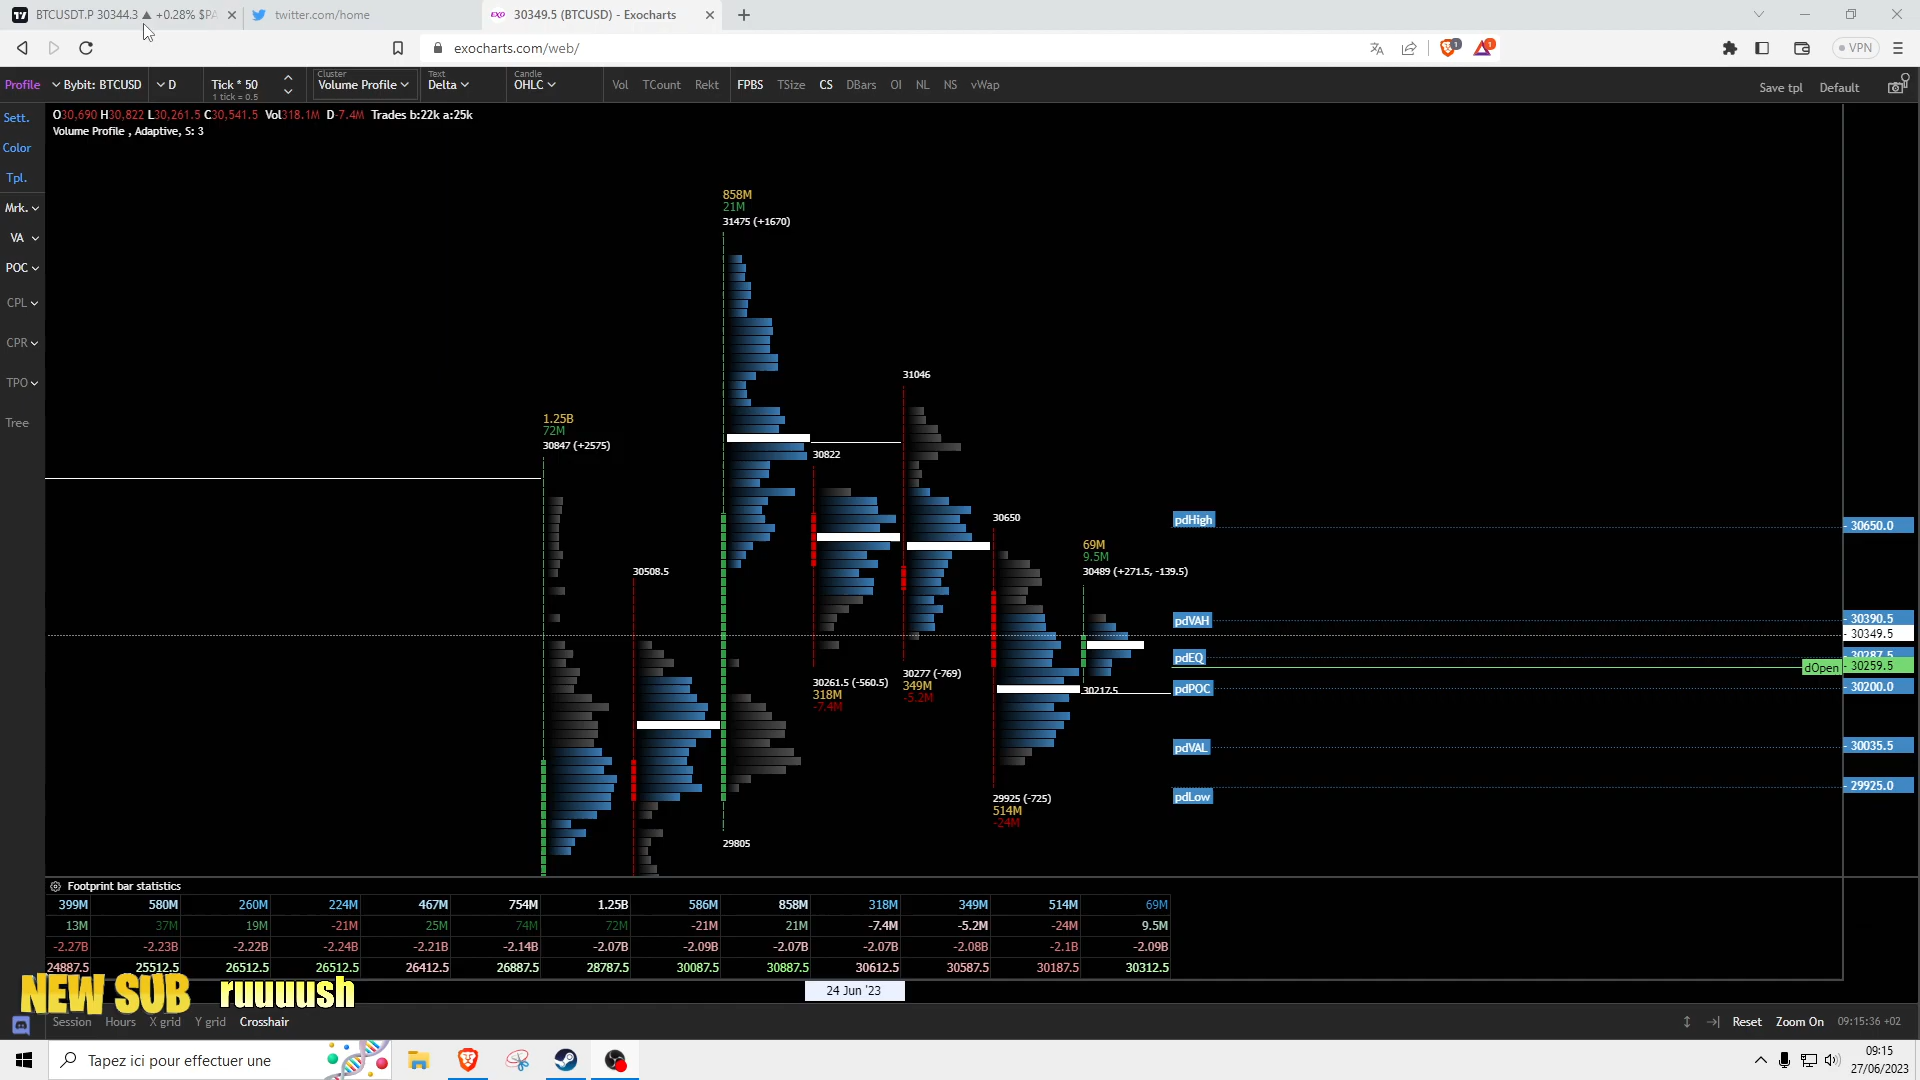 BTCUSDT.P 30344.3 ▲ +0.28% $PA
twitter.com/home
EXO 30349.5 (BTCUSD) - Exocharts
exocharts.com/web/
VPN
Profile
Bybit: BTCUSD
D
Tick * 50
1 tick = 0.5
Cluster
Volume Profile
Text
Delta
Candle
OHLC
Vol
TCount
Rekt
FPBS
TSize
CS
DBars
OI
NL
NS
vWap
Save tpl
Default
Sett.
Color
Tpl.
Mrk.
VA
POC
CPL
CPR
TPO
Tree
O30,690 H30,822 L30,261.5 C30,541.5 Vol318.1M D-7.4M Trades b:22k a:25k
Volume Profile , Adaptive, S: 3
858M
21M
31475 (+1670)
31046
1.25B
72M
30847 (+2575)
30822
30650
30508.5
69M
9.5M
30489 (+271.5, -139.5)
30261.5 (-560.5)
318M
-7.4M
30277 (-769)
349M
-5.2M
30217.5
29925 (-725)
514M
-24M
29805
pdHigh
30650.0
pdVAH
30390.5
30349.5
pdEQ
30287.5
dOpen
30259.5
pdPOC
30200.0
pdVAL
30035.5
pdLow
29925.0
Footprint bar statistics
399M 580M 260M 224M 467M 754M 1.25B 586M 858M 318M 349M 514M 69M
13M 37M 19M -21M 25M 74M 72M -21M 21M -7.4M -5.2M -24M 9.5M
-2.27B -2.23B -2.22B -2.24B -2.21B -2.14B -2.07B -2.09B -2.07B -2.07B -2.08B -2.1B -2.09B
24887.5 25512.5 26512.5 26512.5 26412.5 26887.5 28787.5 30087.5 30887.5 30612.5 30587.5 30187.5 30312.5
NEW SUB ruuuush
24 Jun '23
Session
Hours
X grid
Y grid
Crosshair
Reset
Zoom On
09:15:36 +02
Tapez ici pour effectuer une
09:15
27/06/2023